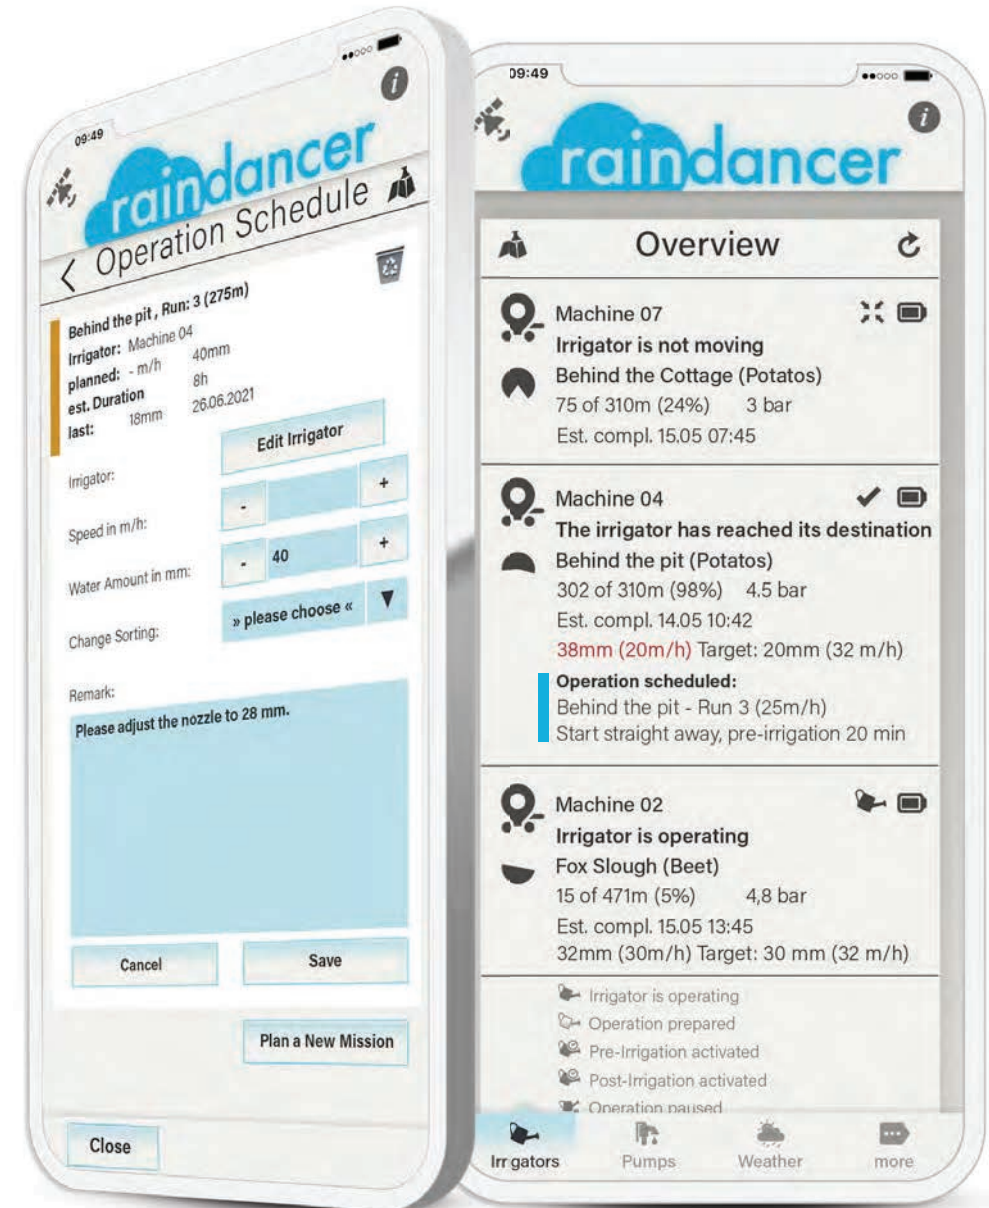 09:49
raindancer
Operation Schedule
Behind the pit , Run: 3 (275m)
Irrigator: Machine 04
planned: - m/h 40mm
est. Duration 8h
last: 18mm 26.06.2021
Irrigator:
Edit Irrigator
Speed in m/h:
- +
Water Amount in mm:
- 40 +
Change Sorting:
» please choose «
Remark:
Please adjust the nozzle to 28 mm.
Cancel Save
Plan a New Mission
Close
09:49
raindancer
Overview
Machine 07
Irrigator is not moving
Behind the Cottage (Potatos)
75 of 310m (24%) 3 bar
Est. compl. 15.05 07:45
Machine 04
The irrigator has reached its destination
Behind the pit (Potatos)
302 of 310m (98%) 4.5 bar
Est. compl. 14.05 10:42
38mm (20m/h) Target: 20mm (32 m/h)
Operation scheduled:
Behind the pit - Run 3 (25m/h)
Start straight away, pre-irrigation 20 min
Machine 02
Irrigator is operating
Fox Slough (Beet)
15 of 471m (5%) 4,8 bar
Est. compl. 15.05 13:45
32mm (30m/h) Target: 30 mm (32 m/h)
Irrigator is operating
Operation prepared
Pre-Irrigation activated
Post-Irrigation activated
Operation paused
Irr gators Pumps Weather more